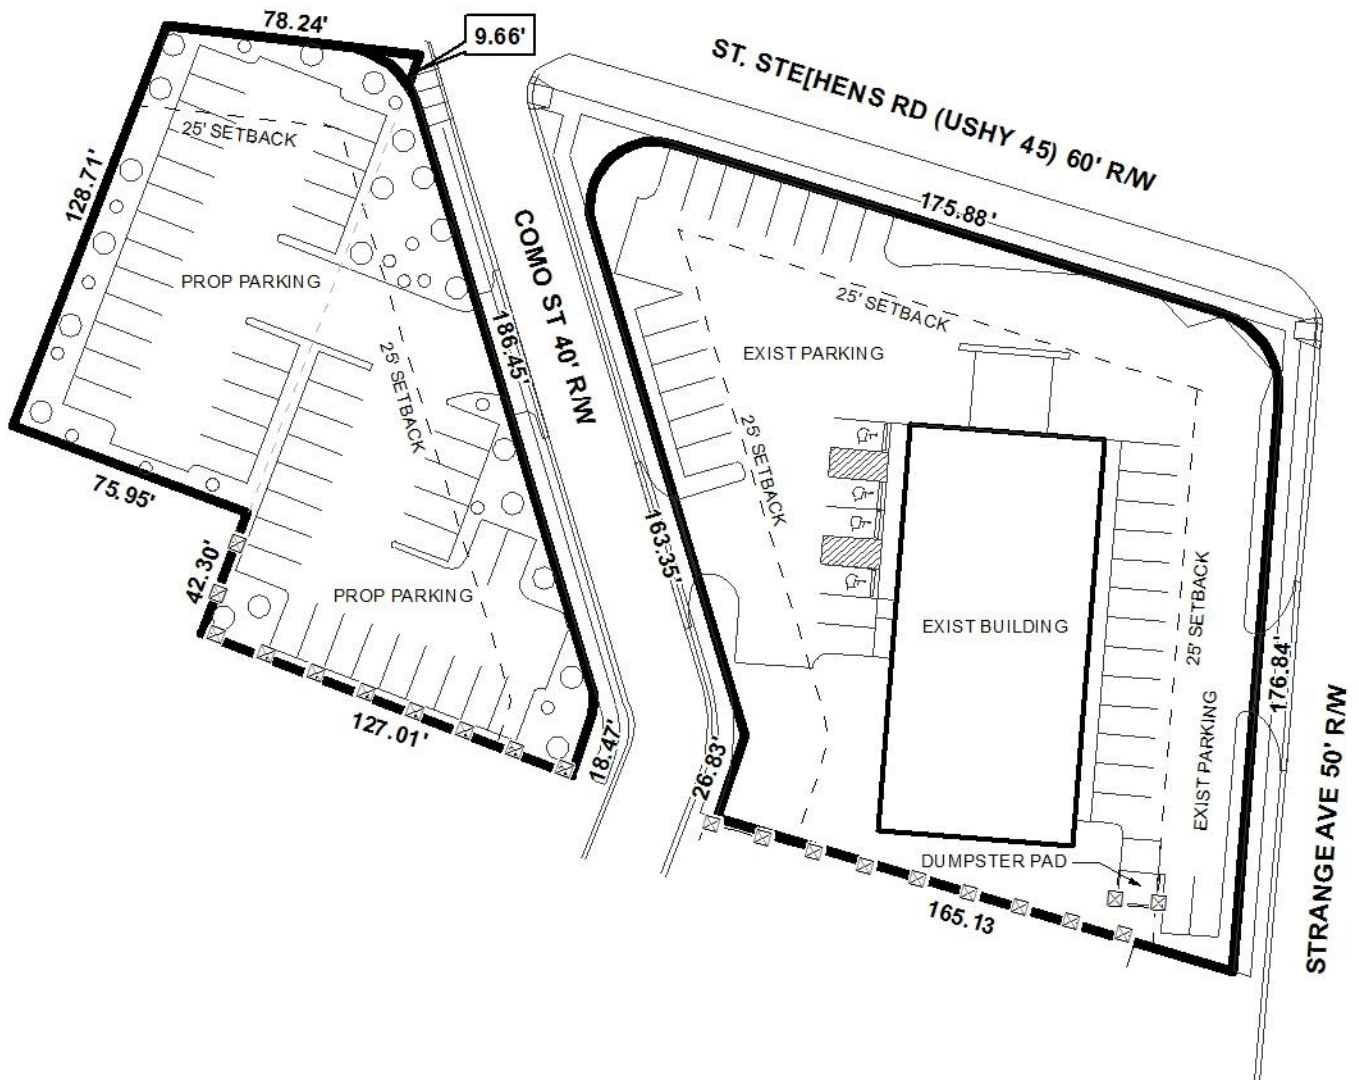 78.24'
9.66'
ST. STE[HENS RD (USHY 45) 60' R/W
25' SETBACK
128.71'
175.88'
COMO ST 40' R/W
PROP PARKING
25' SETBACK
186.45'
EXIST PARKING
25' SETBACK
25' SETBACK
75.95'
163.35'
42.30'
PROP PARKING
25' SETBACK
EXIST BUILDING
176.84'
127.01'
18.47'
26.83'
EXIST PARKING
STRANGE AVE 50' R/W
DUMPSTER PAD
165.13